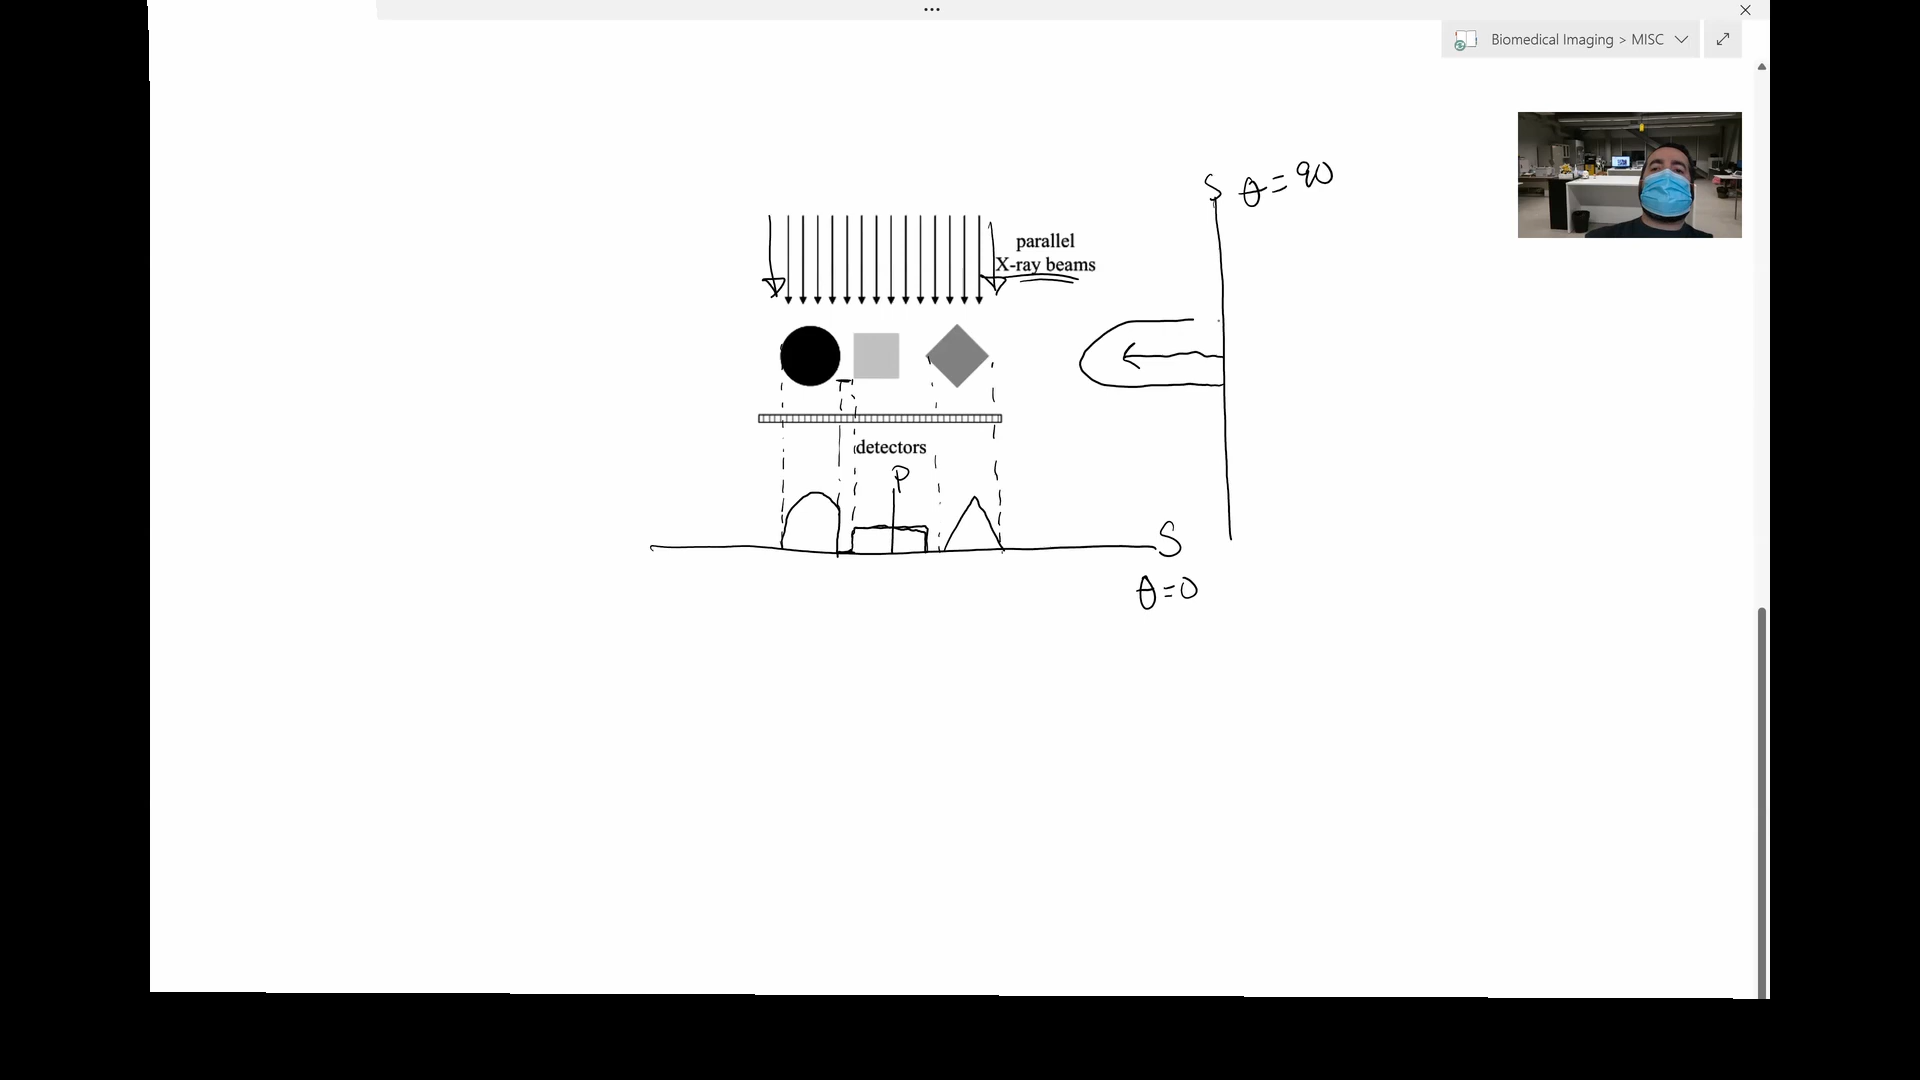 Biomedical Imaging > MISC
S θ = 90
parallel
X-ray beams
detectors
P
S
θ = 0